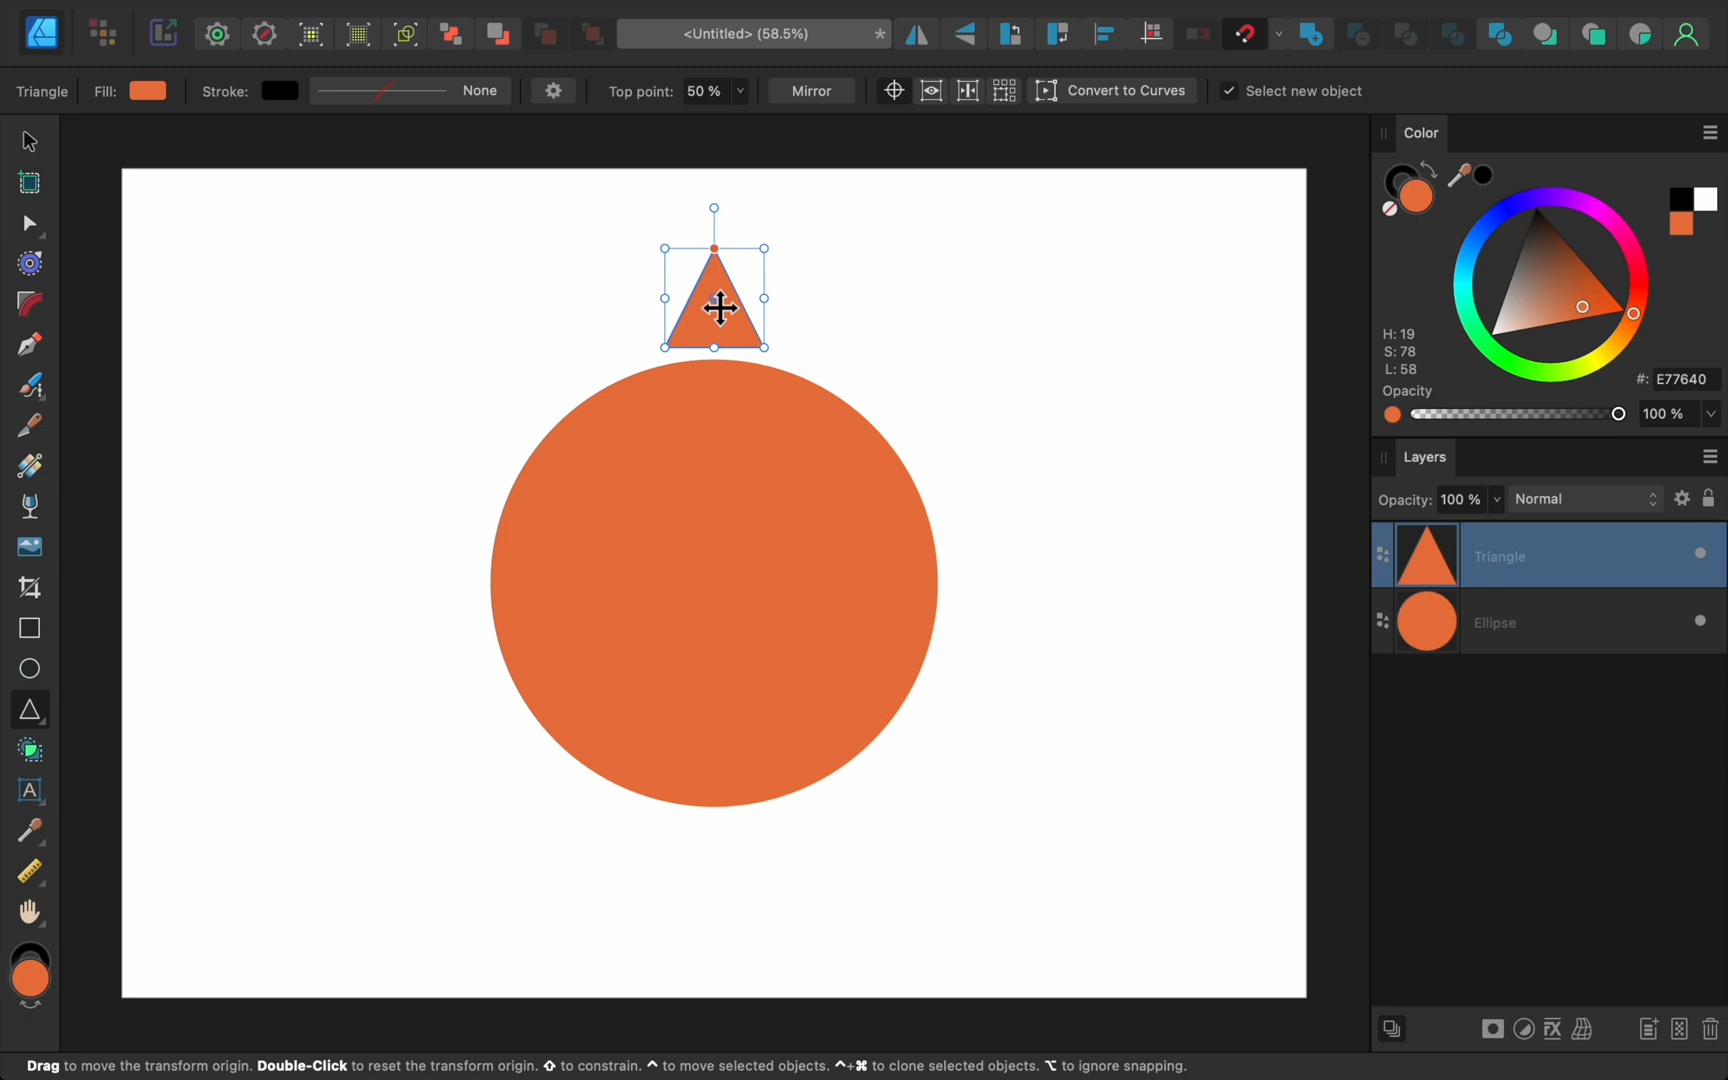 <Untitled> (58.5%)
*
Triangle
Fill:
Stroke:
None
Top point: 50 %
Mirror
Convert to Curves
Select new object
Color
H: 19
S: 78
L: 58
#: E77640
Opacity
100 %
Layers
Opacity: 100 %
Normal
Triangle
Ellipse
A
FX
Drag to move the transform origin. Double-Click to reset the transform origin. ⇧ to constrain. ^ to move selected objects. ^+⌘ to clone selected objects. ⌥ to ignore snapping.